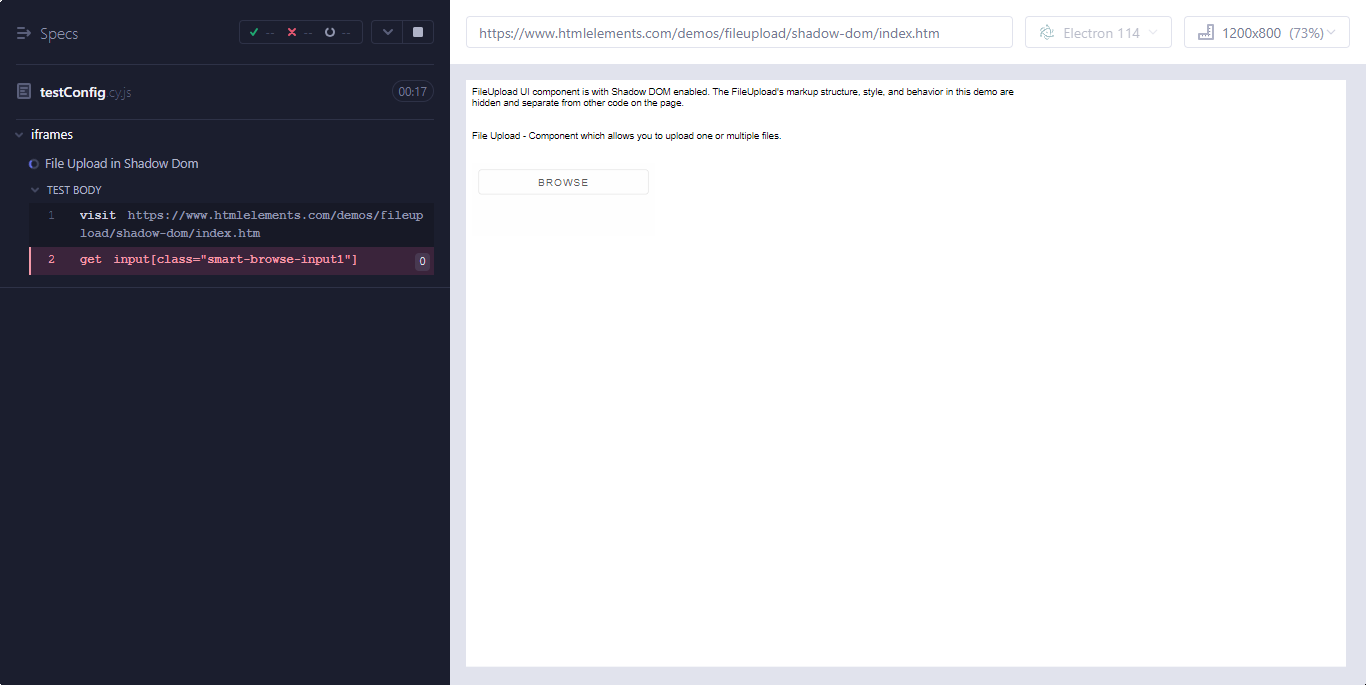 Specs
-- -- --
testConfig.cy.js
00:17
iframes
File Upload in Shadow Dom
TEST BODY
1 visit https://www.htmlelements.com/demos/fileup
load/shadow-dom/index.htm
2 get input[class="smart-browse-input1"] 0
https://www.htmlelements.com/demos/fileupload/shadow-dom/index.htm
Electron 114
1200x800 (73%)
FileUpload UI component is with Shadow DOM enabled. The FileUpload's markup structure, style, and behavior in this demo are
hidden and separate from other code on the page.
File Upload - Component which allows you to upload one or multiple files.
BROWSE